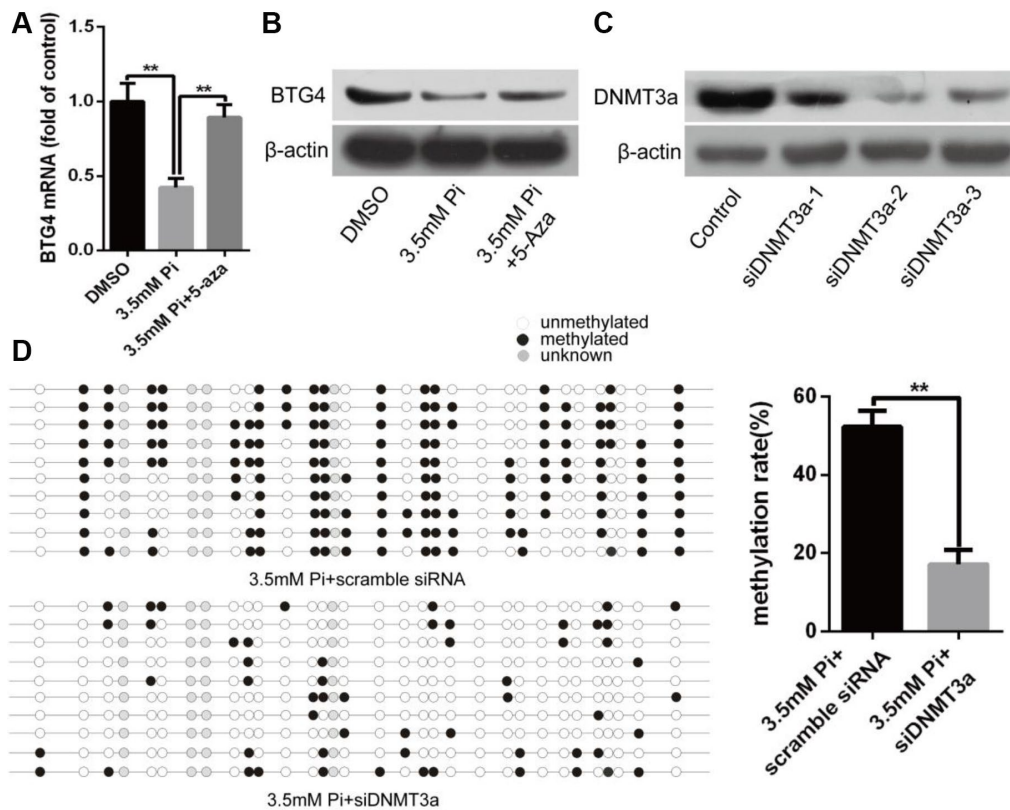 A
BTG4 mRNA (fold of control)
1.5
1.0
0.5
0.0
**
**
DMSO
3.5mM Pi
3.5mM Pi+5-aza
B
BTG4
β-actin
DMSO
3.5mM Pi
3.5mM Pi
+5-Aza
C
DNMT3a
β-actin
Control
siDNMT3a-1
siDNMT3a-2
siDNMT3a-3
D
unmethylated
methylated
unknown
3.5mM Pi+scramble siRNA
3.5mM Pi+siDNMT3a
methylation rate(%)
60
40
20
0
**
3.5mM Pi+
scramble siRNA
3.5mM Pi+
siDNMT3a